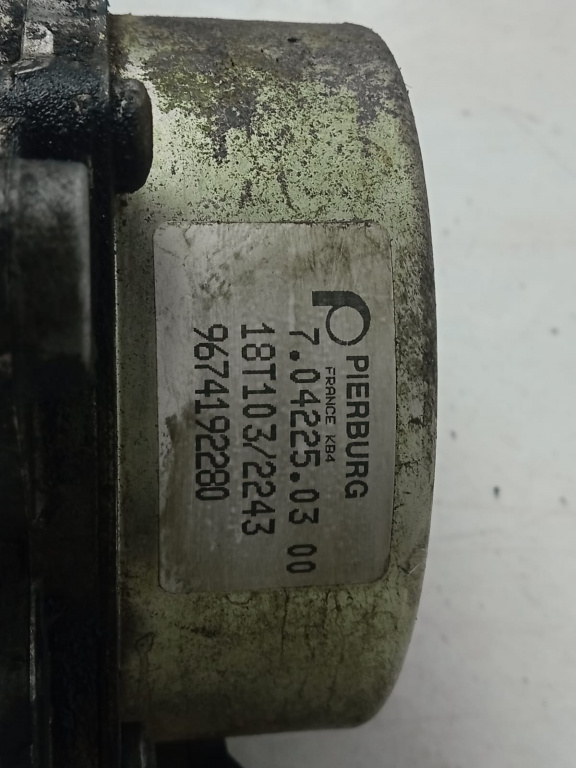 PIERBURG
FRANCE KB4
7.04225.03 00
18T103/2243
9674192280